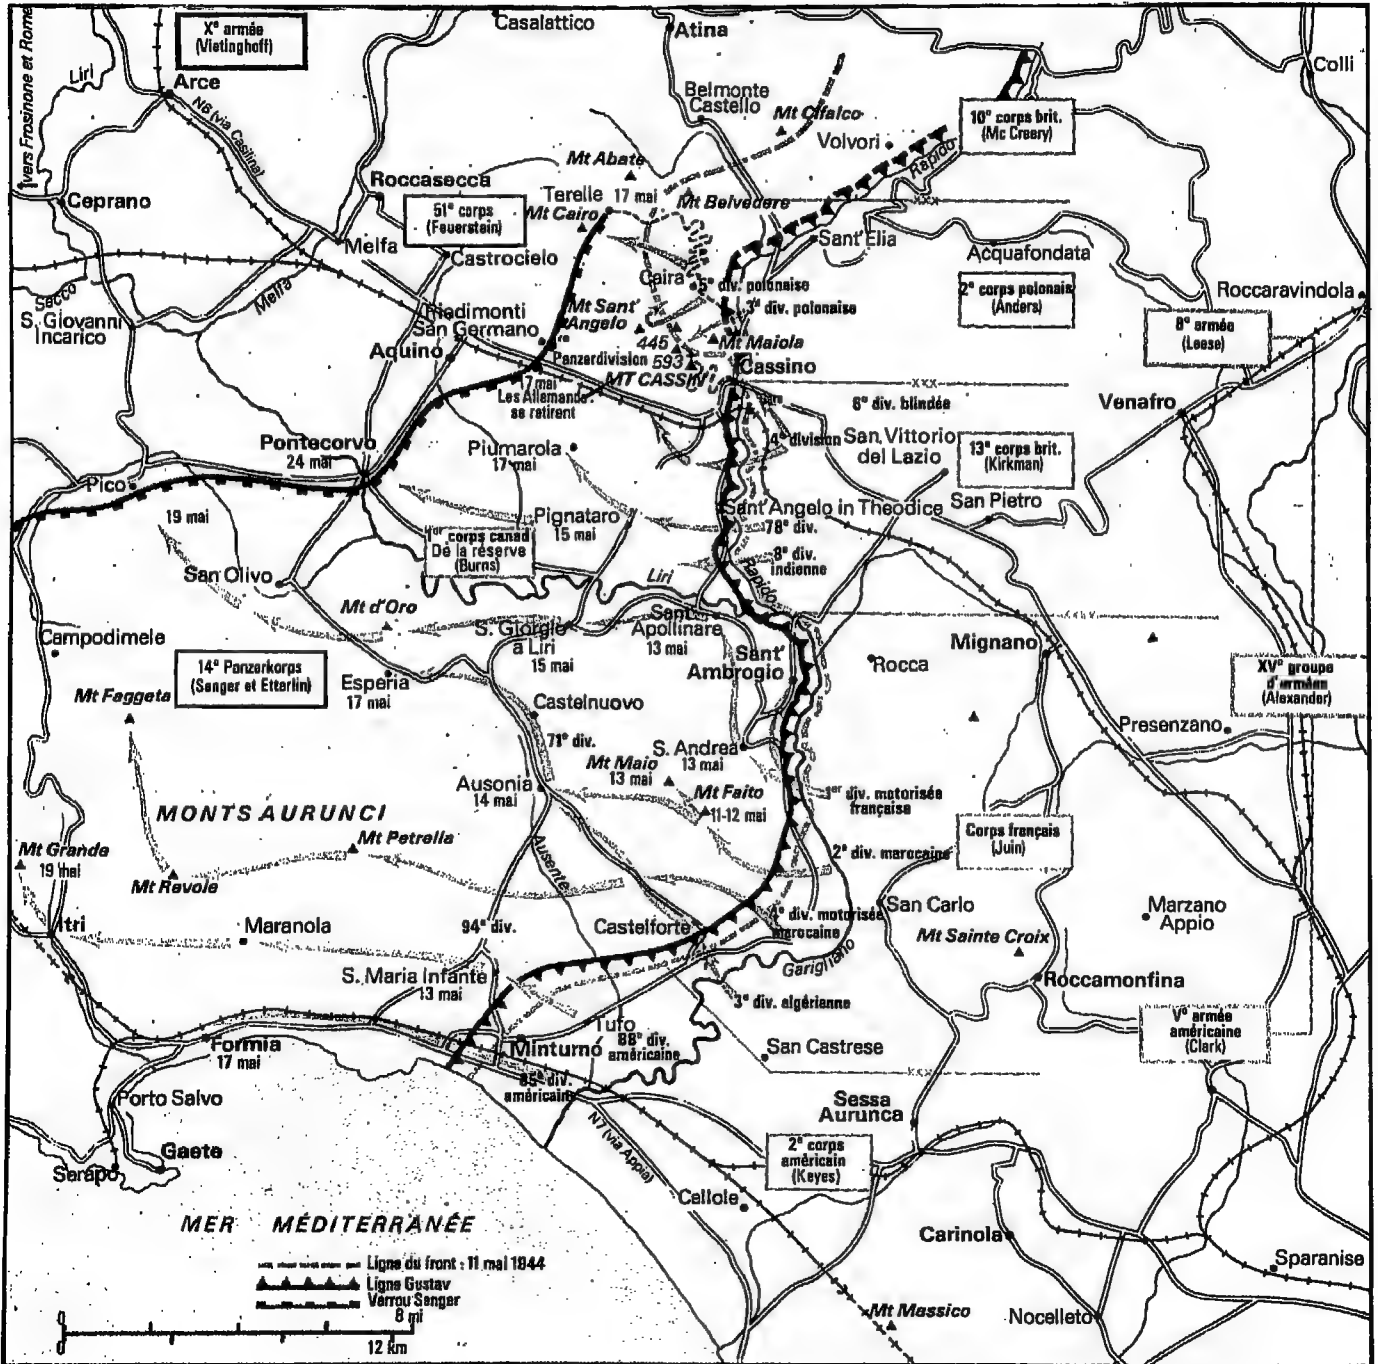 Xᵉ armée
(Vietinghoff)
Casalattico
Atina
Colli
vers Frosinone et Rome
Liri
Arce
N6 (via Casilina)
Belmonte
Castello
Mt Cifalco
Volvori
10ᵉ corps brit.
(Mc Creery)
Rapido
Mt Abate
Roccasecca
Terelle
17 mai
Ceprano
51ᵉ corps
(Feuerstein)
Mt Cairo
Mt Belvedere
xxx
Melfa
Sant'Elia
Castrocielo
Acquafondata
Caira
5ᵉ div. polonaise
2ᵉ corps polonais
(Anders)
Roccaravindola
Sacco
Melfa
3ᵉ div. polonaise
S. Giovanni
Incarico
Piedimonti
San Germano
Mt Sant'
Angelo
8ᵉ armée
(Leese)
445
Mt Maiola
Aquino
Panzerdivision
593
MT CASSIN
Cassino
17 mai
Les Allemands
se retirent
xxx
6ᵉ div. blindée
Venafro
Pontecorvo
24 mai
Piumarola
17 mai
4ᵉ division
San Vittorio
del Lazio
13ᵉ corps brit.
(Kirkman)
Pico
San Pietro
19 mai
Pignataro
15 mai
Sant'Angelo in Theodice
78ᵉ div.
1ᵉʳ corps canad
De la réserve
(Burns)
8ᵉ div.
indienne
San Olivo
Liri
Rapido
Mt d'Oro
xxx
Campodimele
S. Giorgio
a Liri
15 mai
Sant'
Apollinare
13 mai
Mignano
14ᵉ Panzerkorps
(Senger et Etterlin)
Sant'
Ambrogio
Rocca
XVᵉ groupe
d'armées
(Alexander)
Mt Faggeta
Esperia
17 mai
Castelnuovo
Presenzano
71ᵉ div.
S. Andrea
13 mai
Mt Maio
13 mai
Ausonia
14 mai
Mt Faito
11-12 mai
1ᵉʳ div. motorisée
française
MONTS AURUNCI
Corps français
(Juin)
Mt Petrella
Ausente
2ᵉ div. marocaine
Mt Grande
19 mai
Mt Revole
Itri
Maranola
94ᵉ div.
Castelforte
4ᵉ div. motorisée
marocaine
San Carlo
Marzano
Appio
Mt Sainte Croix
Garigliano
S. Maria Infante
13 mai
Roccamonfina
3ᵉ div. algérianne
Vᵉ armée
américaine
(Clark)
Tufo
Formia
17 mai
Minturno
88ᵉ div.
américaine
San Castrese
xxx
85ᵉ div.
américaine
Porto Salvo
Sessa
Aurunca
N7 (via Appia)
Gaete
Serapo
2ᵉ corps
américain
(Keyes)
Cellole
MER MÉDITERRANÉE
Carinola
Sparanise
Ligne du front : 11 mai 1944
Ligne Gustav
Verrou Senger
Mt Massico
Nocelleto
0
8 mi
0
12 km